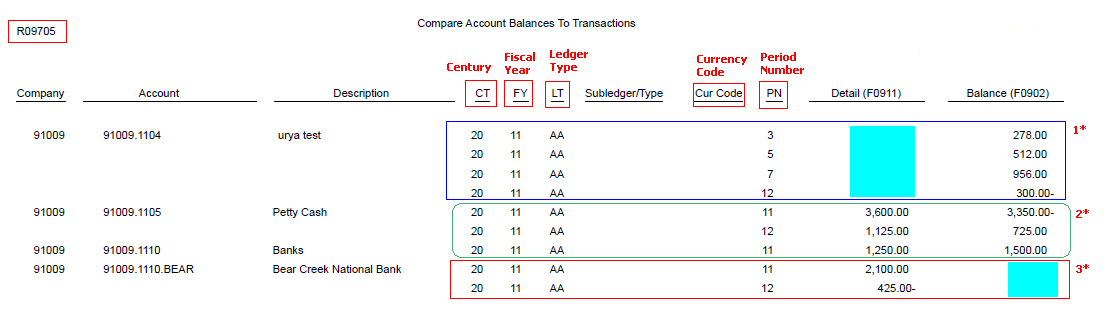 Compare Account Balances To Transactions
R09705
Century Fiscal Year Ledger Type Currency Code Period Number
Company Account Description CT FY LT Subledger/Type Cur Code PN Detail (F0911) Balance (F0902)
91009 91009.1104 urya test 20 11 AA 3 278.00 1*
20 11 AA 5 512.00
20 11 AA 7 956.00
20 11 AA 12 300.00-
91009 91009.1105 Petty Cash 20 11 AA 11 3,600.00 3,350.00- 2*
20 11 AA 12 1,125.00 725.00
91009 91009.1110 Banks 20 11 AA 11 1,250.00 1,500.00
91009 91009.1110.BEAR Bear Creek National Bank 20 11 AA 11 2,100.00 3*
20 11 AA 12 425.00-